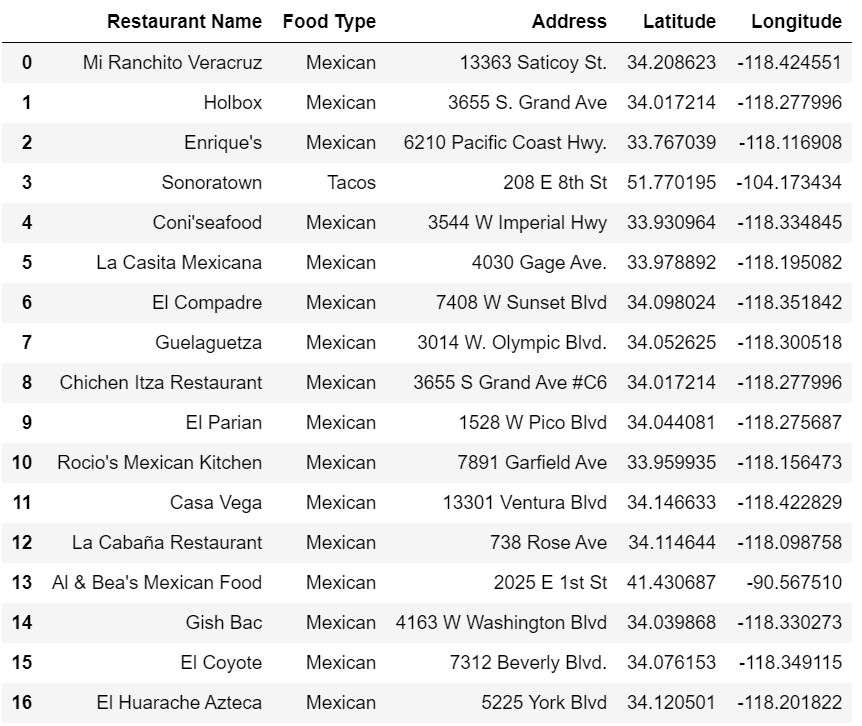 Restaurant Name Food Type Address Latitude Longitude
0 Mi Ranchito Veracruz Mexican 13363 Saticoy St. 34.208623 -118.424551
1 Holbox Mexican 3655 S. Grand Ave 34.017214 -118.277996
2 Enrique's Mexican 6210 Pacific Coast Hwy. 33.767039 -118.116908
3 Sonoratown Tacos 208 E 8th St 51.770195 -104.173434
4 Coni'seafood Mexican 3544 W Imperial Hwy 33.930964 -118.334845
5 La Casita Mexicana Mexican 4030 Gage Ave. 33.978892 -118.195082
6 El Compadre Mexican 7408 W Sunset Blvd 34.098024 -118.351842
7 Guelaguetza Mexican 3014 W. Olympic Blvd. 34.052625 -118.300518
8 Chichen Itza Restaurant Mexican 3655 S Grand Ave #C6 34.017214 -118.277996
9 El Parian Mexican 1528 W Pico Blvd 34.044081 -118.275687
10 Rocio's Mexican Kitchen Mexican 7891 Garfield Ave 33.959935 -118.156473
11 Casa Vega Mexican 13301 Ventura Blvd 34.146633 -118.422829
12 La Cabaña Restaurant Mexican 738 Rose Ave 34.114644 -118.098758
13 Al & Bea's Mexican Food Mexican 2025 E 1st St 41.430687 -90.567510
14 Gish Bac Mexican 4163 W Washington Blvd 34.039868 -118.330273
15 El Coyote Mexican 7312 Beverly Blvd. 34.076153 -118.349115
16 El Huarache Azteca Mexican 5225 York Blvd 34.120501 -118.201822